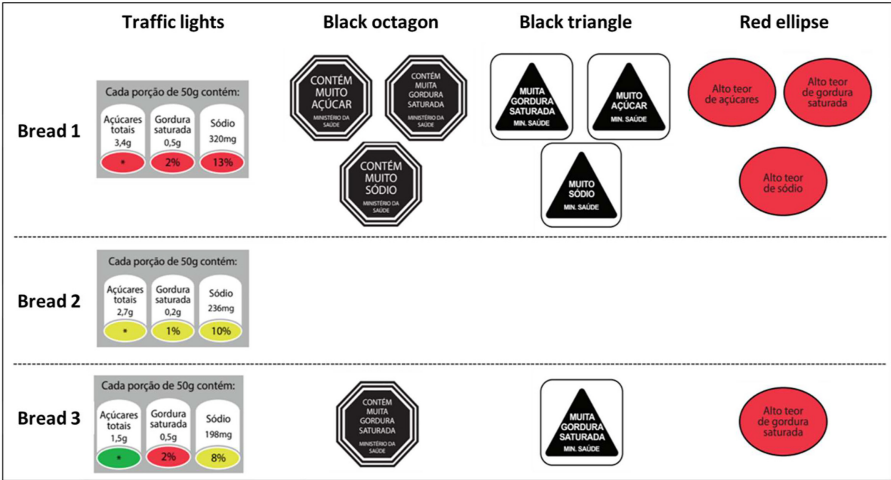 Traffic lights
Black octagon
Black triangle
Red ellipse
Bread 1
Cada porção de 50g contém:
Açúcares
totais
3,4g
*
Gordura
saturada
0,5g
2%
Sódio
320mg
13%
CONTÉM
MUITO
AÇÚCAR
MINISTÉRIO DA
SAÚDE
CONTÉM
MUITA
GORDURA
SATURADA
MINISTÉRIO DA
SAÚDE
CONTÉM
MUITO
SÓDIO
MINISTÉRIO DA
SAÚDE
MUITA
GORDURA
SATURADA
MIN. SAÚDE
MUITO
AÇÚCAR
MIN. SAÚDE
MUITO
SÓDIO
MIN. SAÚDE
Alto teor
de açúcares
Alto teor
de gordura
saturada
Alto teor
de sódio
Bread 2
Cada porção de 50g contém:
Açúcares
totais
2,7g
*
Gordura
saturada
0,2g
1%
Sódio
236mg
10%
Bread 3
Cada porção de 50g contém:
Açúcares
totais
1,5g
*
Gordura
saturada
0,5g
2%
Sódio
198mg
8%
CONTÉM
MUITA
GORDURA
SATURADA
MINISTÉRIO DA
SAÚDE
MUITA
GORDURA
SATURADA
MIN. SAÚDE
Alto teor
de gordura
saturada